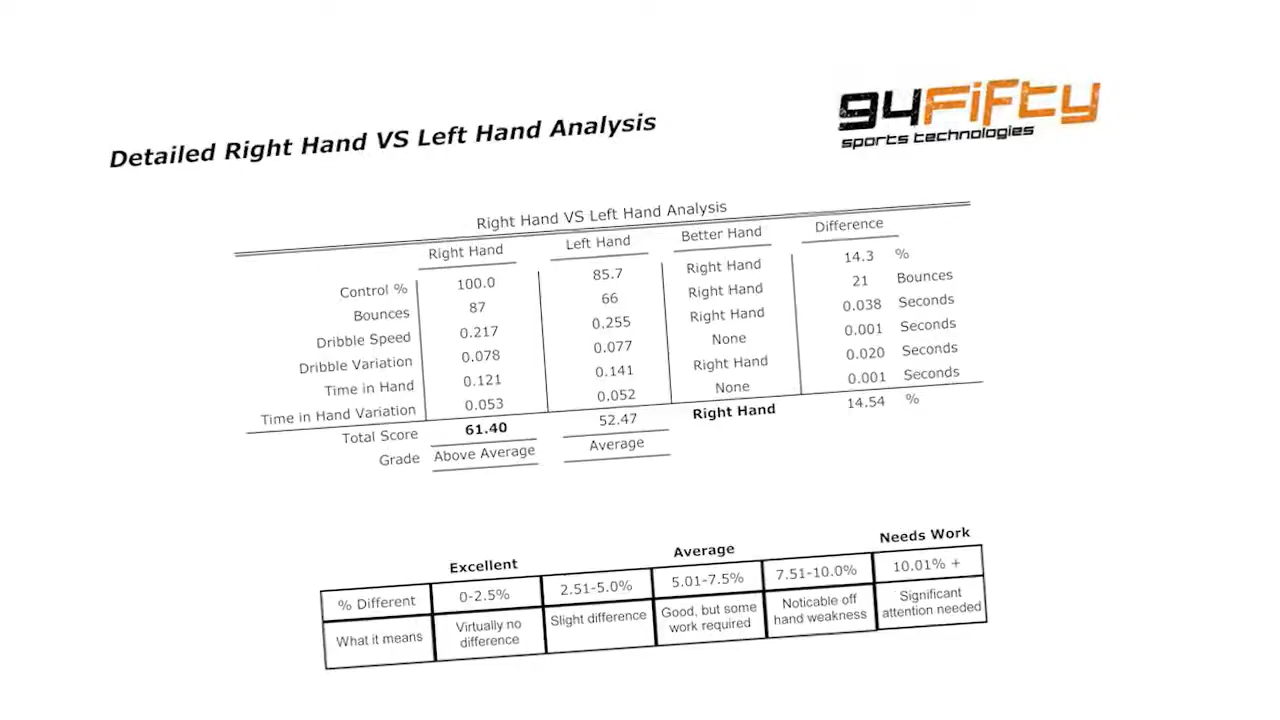 94FiFty
sports technologies
Detailed Right Hand VS Left Hand Analysis
Right Hand VS Left Hand Analysis
Right Hand Left Hand Better Hand Difference
Control % 100.0 85.7 Right Hand 14.3 %
Bounces 87 66 Right Hand 21 Bounces
Dribble Speed 0.217 0.255 Right Hand 0.038 Seconds
Dribble Variation 0.078 0.077 None 0.001 Seconds
Time in Hand 0.121 0.141 Right Hand 0.020 Seconds
Time in Hand Variation 0.053 0.052 None 0.001 Seconds
Total Score 61.40 52.47 Right Hand 14.54 %
Grade Above Average Average
Excellent Average Needs Work
% Different 0-2.5% 2.51-5.0% 5.01-7.5% 7.51-10.0% 10.01% +
What it means Virtually no difference Slight difference Good, but some work required Noticable off hand weakness Significant attention needed